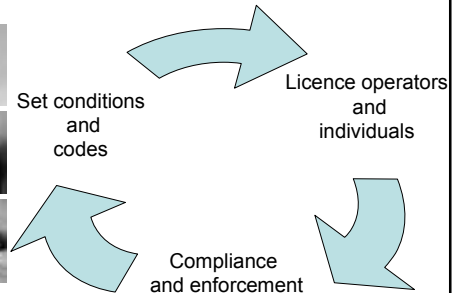 Set conditions
and
codes
Licence operators
and
individuals
Compliance
and enforcement